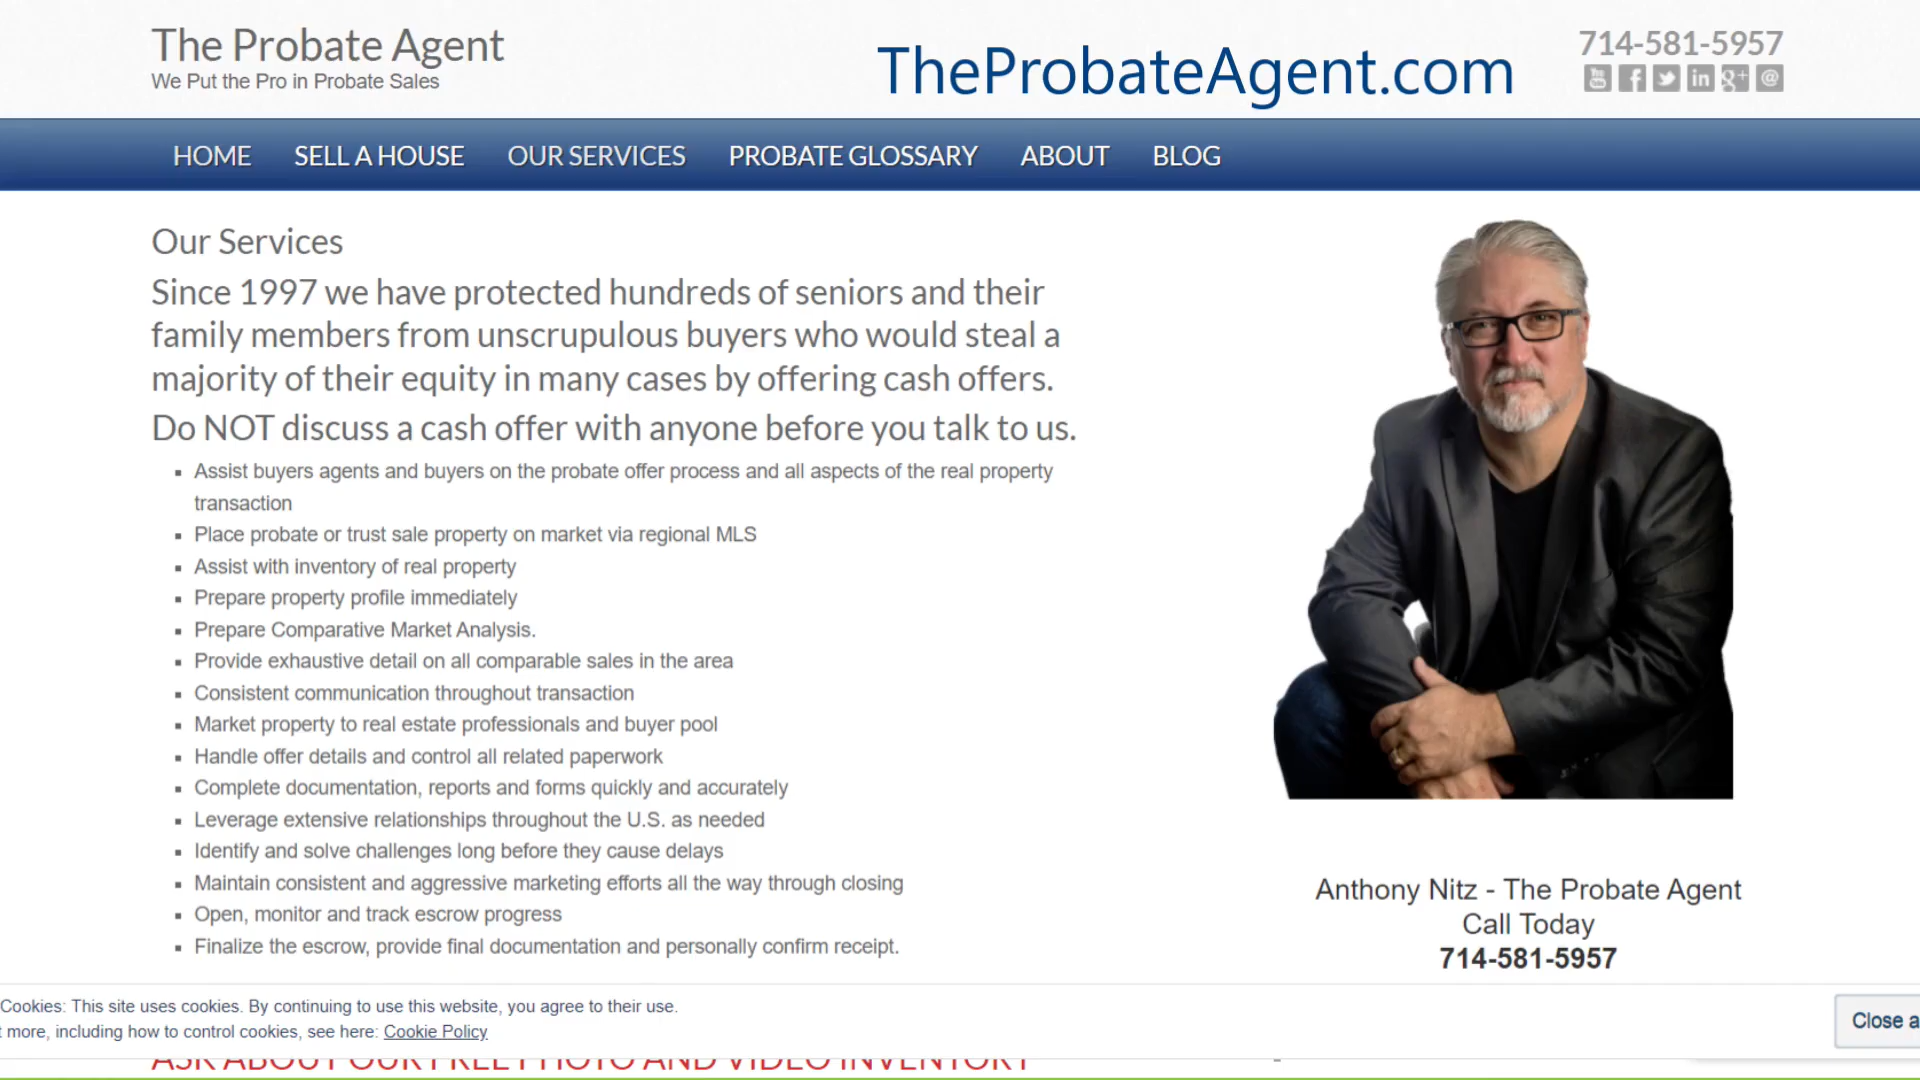 The Probate Agent
We Put the Pro in Probate Sales
TheProbateAgent.com
714-581-5957
HOME SELL A HOUSE OUR SERVICES PROBATE GLOSSARY ABOUT BLOG
Our Services
Since 1997 we have protected hundreds of seniors and their
family members from unscrupulous buyers who would steal a
majority of their equity in many cases by offering cash offers.
Do NOT discuss a cash offer with anyone before you talk to us.
Assist buyers agents and buyers on the probate offer process and all aspects of the real property
transaction
Place probate or trust sale property on market via regional MLS
Assist with inventory of real property
Prepare property profile immediately
Prepare Comparative Market Analysis.
Provide exhaustive detail on all comparable sales in the area
Consistent communication throughout transaction
Market property to real estate professionals and buyer pool
Handle offer details and control all related paperwork
Complete documentation, reports and forms quickly and accurately
Leverage extensive relationships throughout the U.S. as needed
Identify and solve challenges long before they cause delays
Maintain consistent and aggressive marketing efforts all the way through closing
Open, monitor and track escrow progress
Finalize the escrow, provide final documentation and personally confirm receipt.
Anthony Nitz - The Probate Agent
Call Today
714-581-5957
Cookies: This site uses cookies. By continuing to use this website, you agree to their use.
more, including how to control cookies, see here: Cookie Policy
Close a
ASK ABOUT OUR FREE PHOTO AND VIDEO INVENTORY